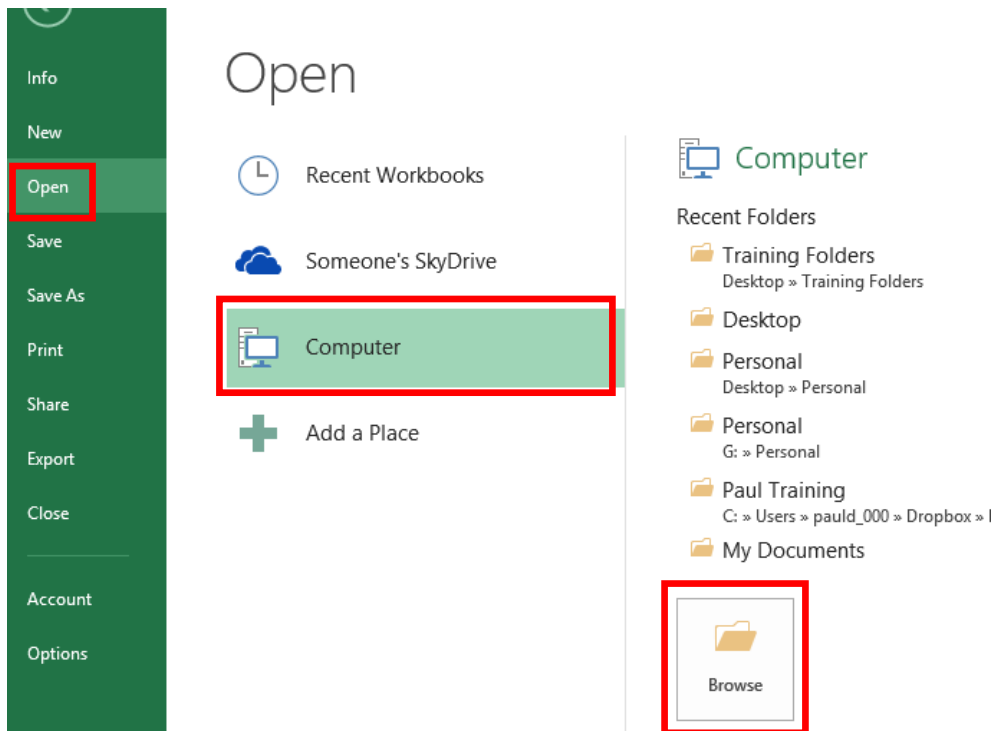 Info
New
Open
Save
Save As
Print
Share
Export
Close
Account
Options
Open
Recent Workbooks
Someone's SkyDrive
Computer
Add a Place
Computer
Recent Folders
Training Folders
Desktop » Training Folders
Desktop
Personal
Desktop » Personal
Personal
G: » Personal
Paul Training
C: » Users » pauld_000 » Dropbox »
My Documents
Browse